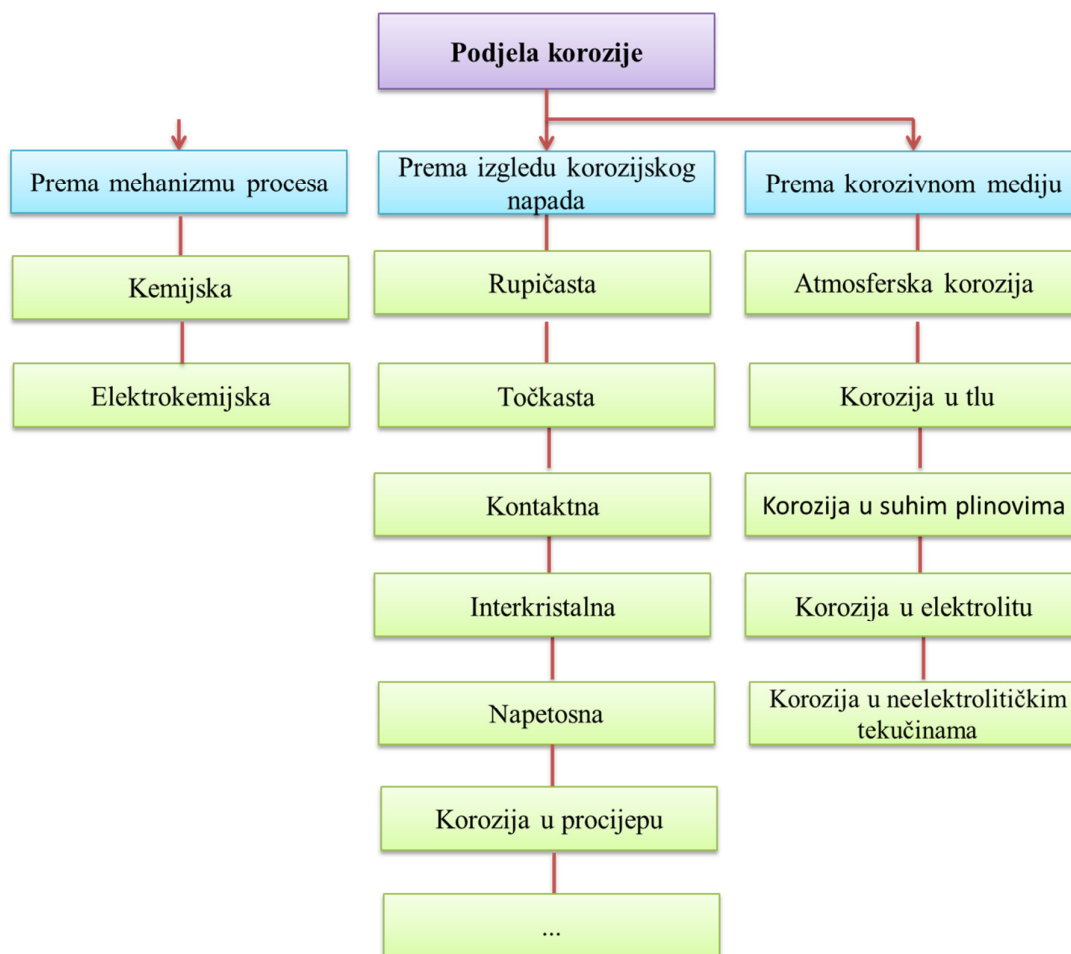 Podjela korozije
Prema mehanizmu procesa
Kemijska
Elektrokemijska
Prema izgledu korozijskog
napada
Rupičasta
Točkasta
Kontaktna
Interkristalna
Napetosna
Korozija u procijepu
...
Prema korozivnom mediju
Atmosferska korozija
Korozija u tlu
Korozija u suhim plinovima
Korozija u elektrolitu
Korozija u neelektrolitičkim
tekučinama